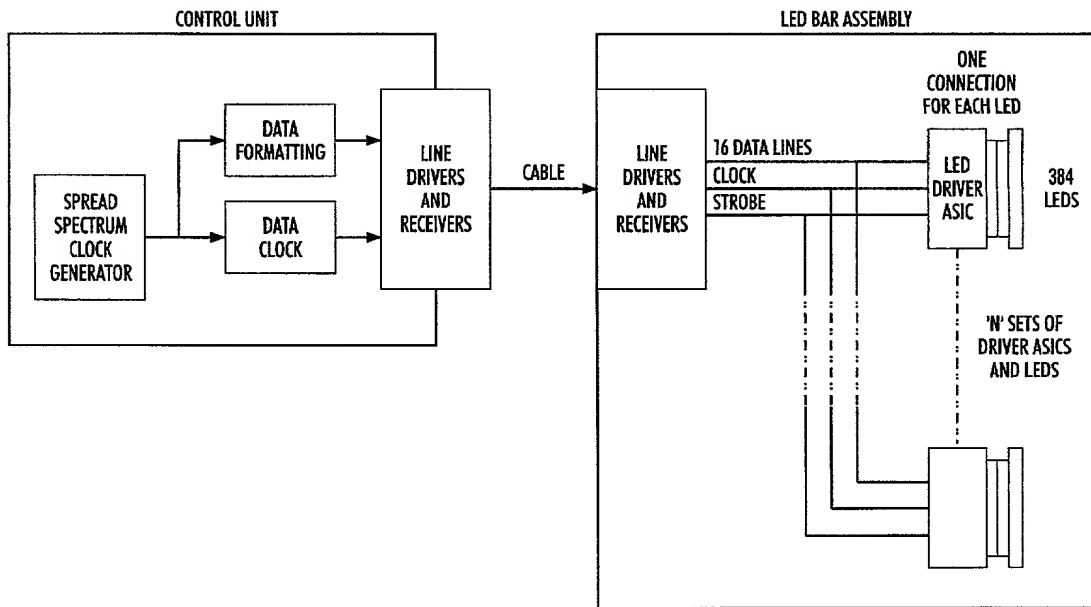 CONTROL UNIT
LED BAR ASSEMBLY
SPREAD
SPECTRUM
CLOCK
GENERATOR
DATA
FORMATTING
DATA
CLOCK
LINE
DRIVERS
AND
RECEIVERS
CABLE
LINE
DRIVERS
AND
RECEIVERS
16 DATA LINES
CLOCK
STROBE
ONE
CONNECTION
FOR EACH LED
LED
DRIVER
ASIC
384
LEDS
'N' SETS OF
DRIVER ASICS
AND LEDS